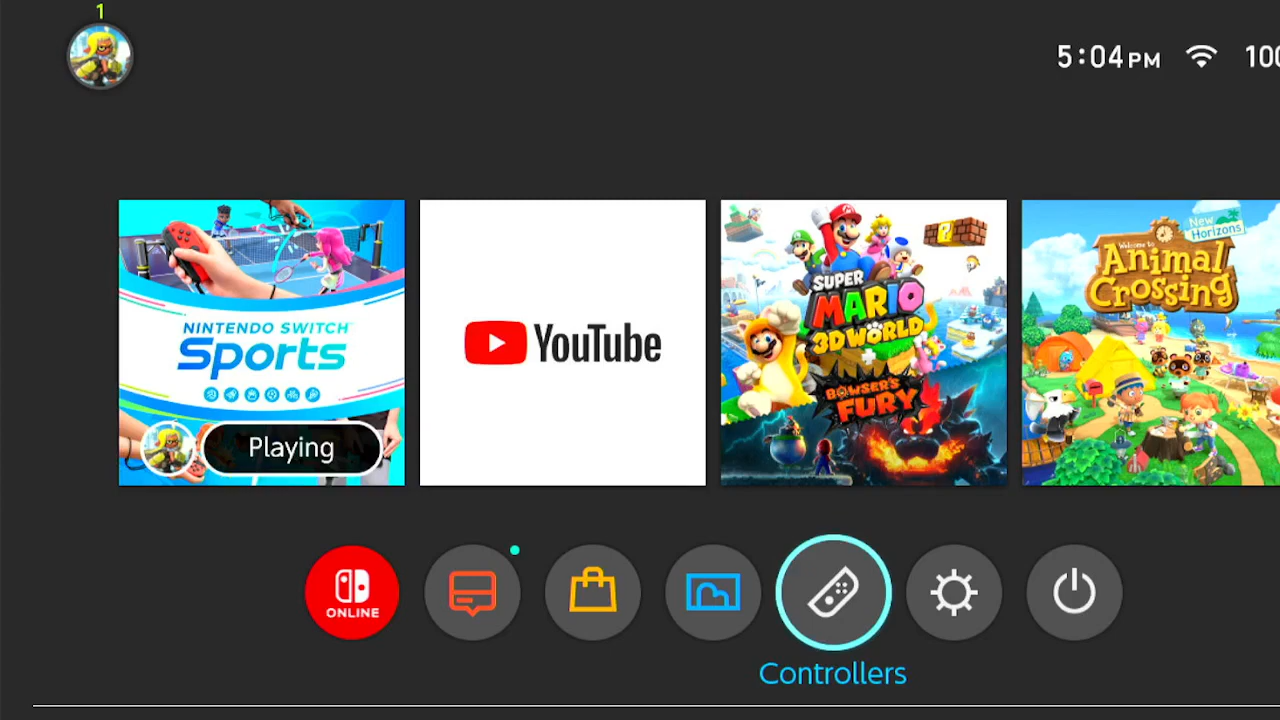 1
5:04 PM
100
NINTENDO SWITCH
Sports
Playing
YouTube
SUPER
MARIO
3D WORLD
+
BOWSER'S
FURY
New
Horizons
Welcome to
Animal
Crossing
ONLINE
Controllers